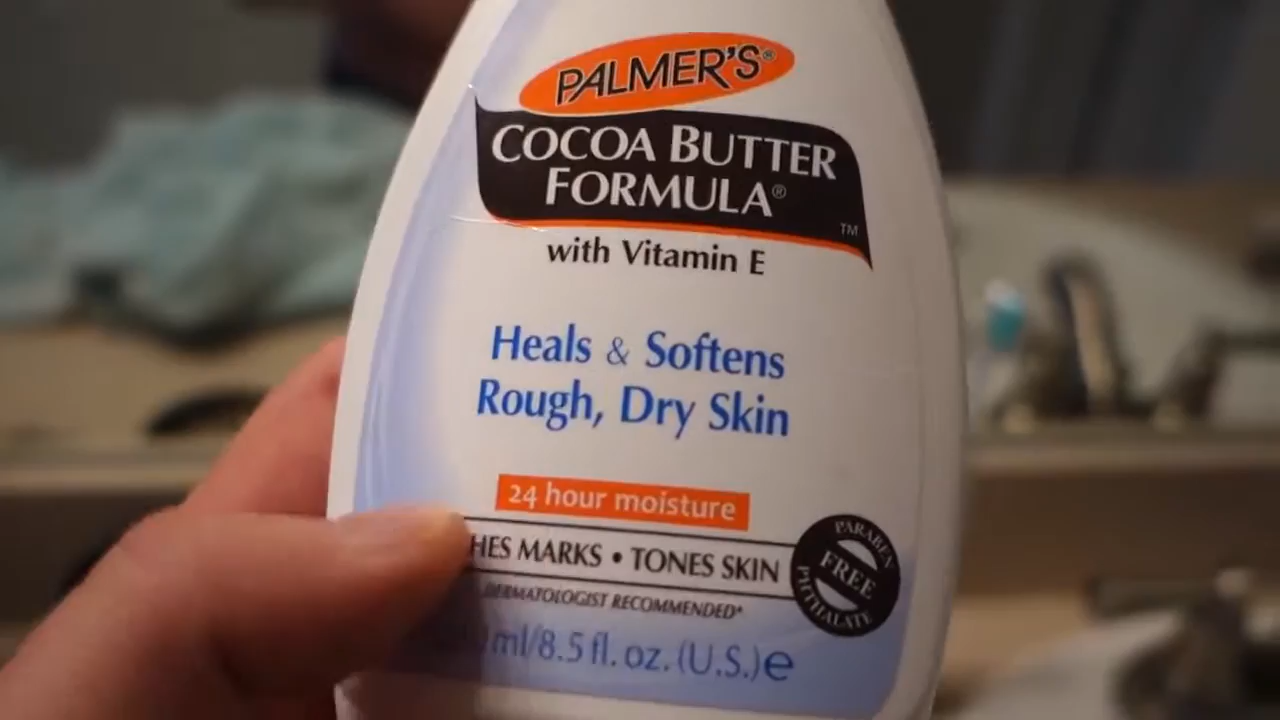 PALMER'S®
COCOA BUTTER
FORMULA®
TM
with Vitamin E
Heals & Softens
Rough, Dry Skin
24 hour moisture
HES MARKS • TONES SKIN
DERMATOLOGIST RECOMMENDED*
PARABEN
FREE
PHTHALATE
ml/8.5 fl. oz. (U.S.)e